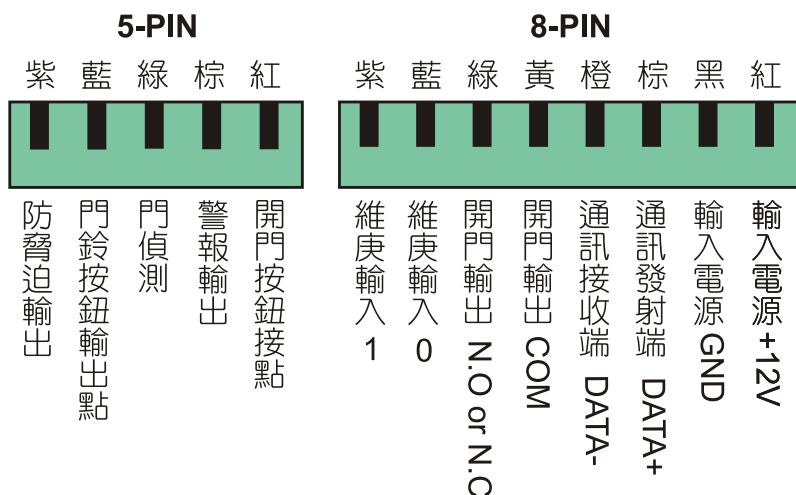 5-PIN
紫 藍 綠 棕 紅
防脅迫輸出
門鈴按鈕輸出點
門偵測
警報輸出
開門按鈕接點
8-PIN
紫 藍 綠 黃 橙 棕 黑 紅
維庚輸入 1
維庚輸入 0
開門輸出 N.O or N.C
開門輸出 COM
通訊接收端 DATA-
通訊發射端 DATA+
輸入電源 GND
輸入電源 +12V